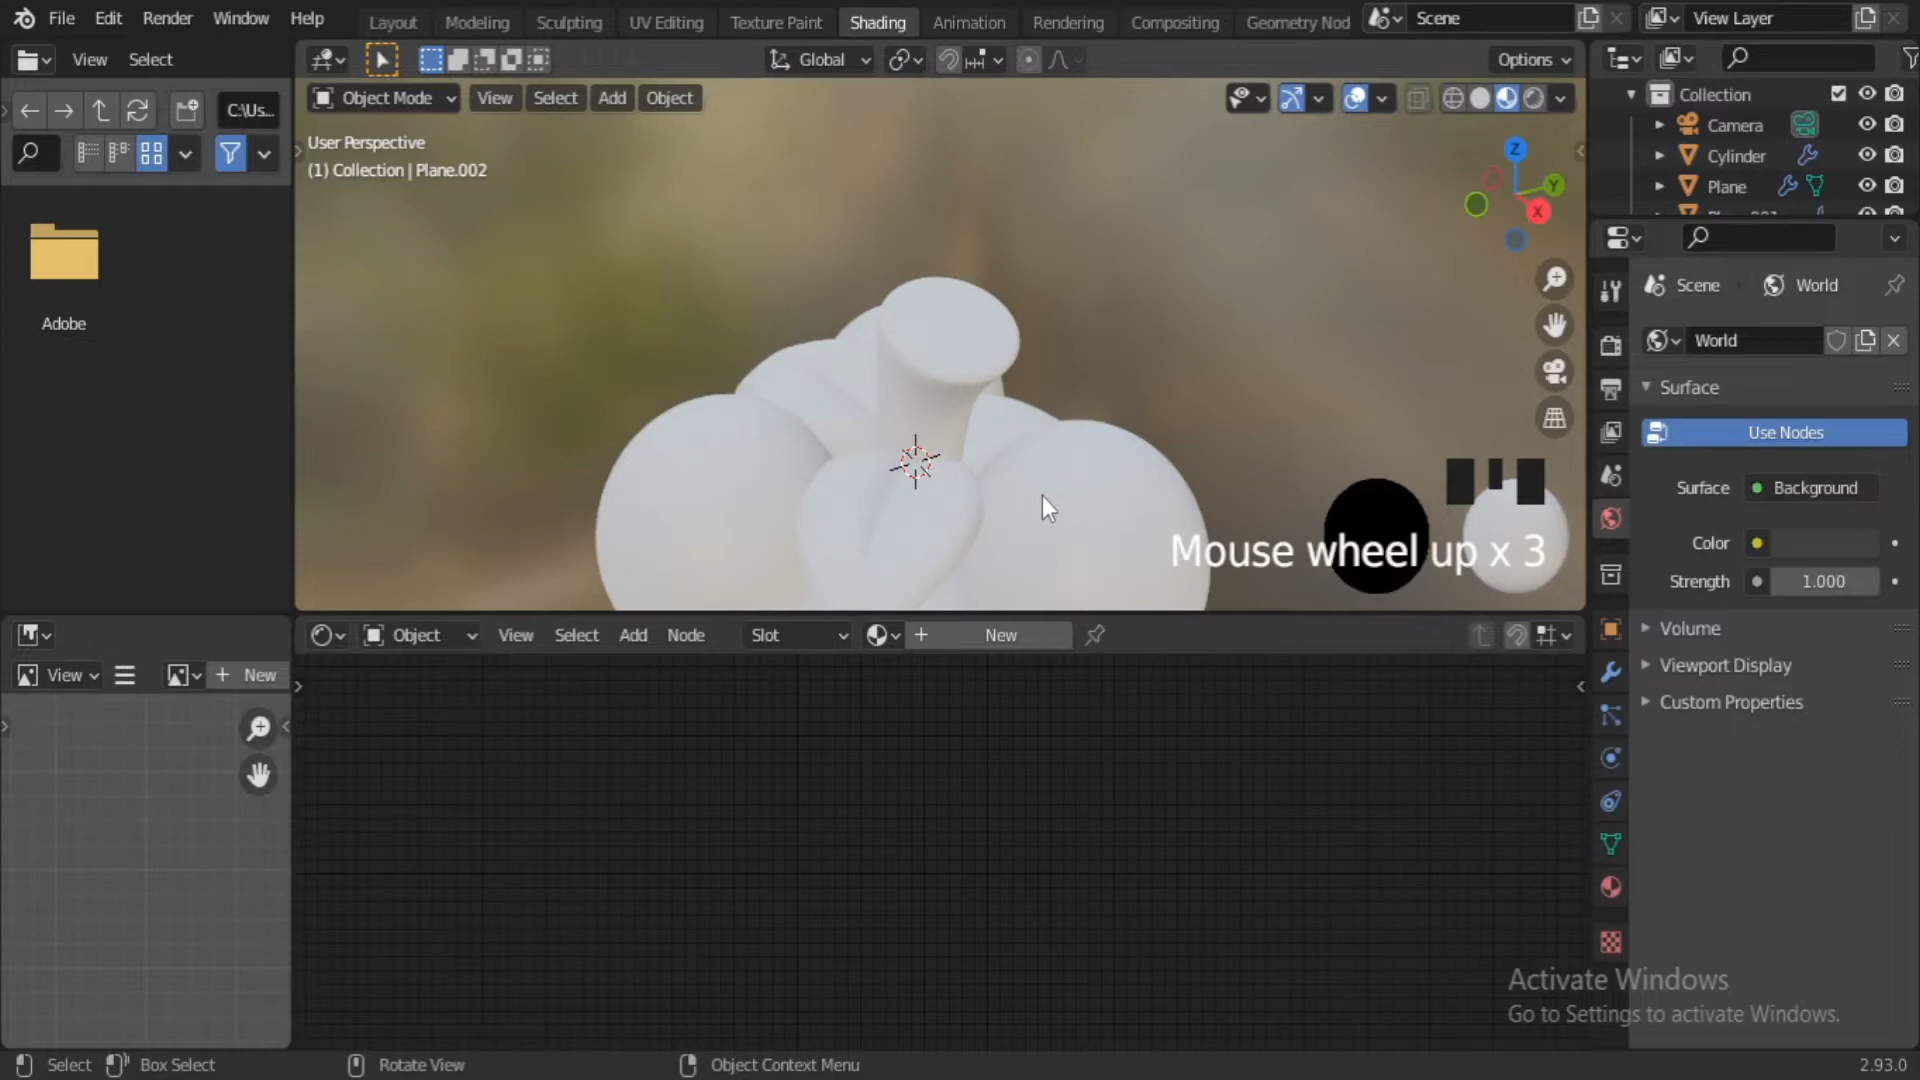 File Edit Render Window Help Layout Modeling Sculpting UV Editing Texture Paint Shading Animation Rendering Compositing Geometry Nod Scene View Layer
View Select Global Options
C:\Us... Object Mode View Select Add Object
User Perspective
(1) Collection | Plane.002
Adobe
Z
Y
X
Mouse wheel up x 3
Collection
Camera
Cylinder
Plane
Scene World
World
Surface
Use Nodes
Surface Background
Color
Strength 1.000
Volume
Viewport Display
Custom Properties
Object View Select Add Node Slot New
View New
Activate Windows
Go to Settings to activate Windows.
Select Box Select Rotate View Object Context Menu 2.93.0